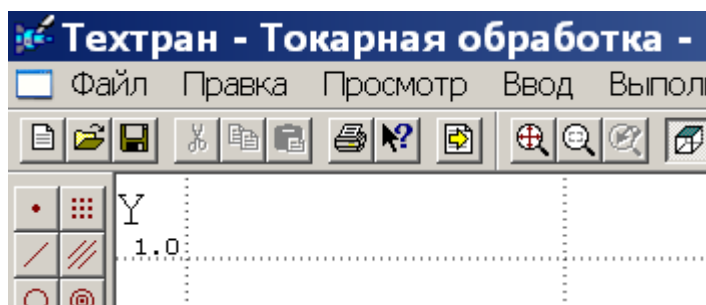 Техтран - Токарная обработка -
Файл Правка Просмотр Ввод
Y
1.0